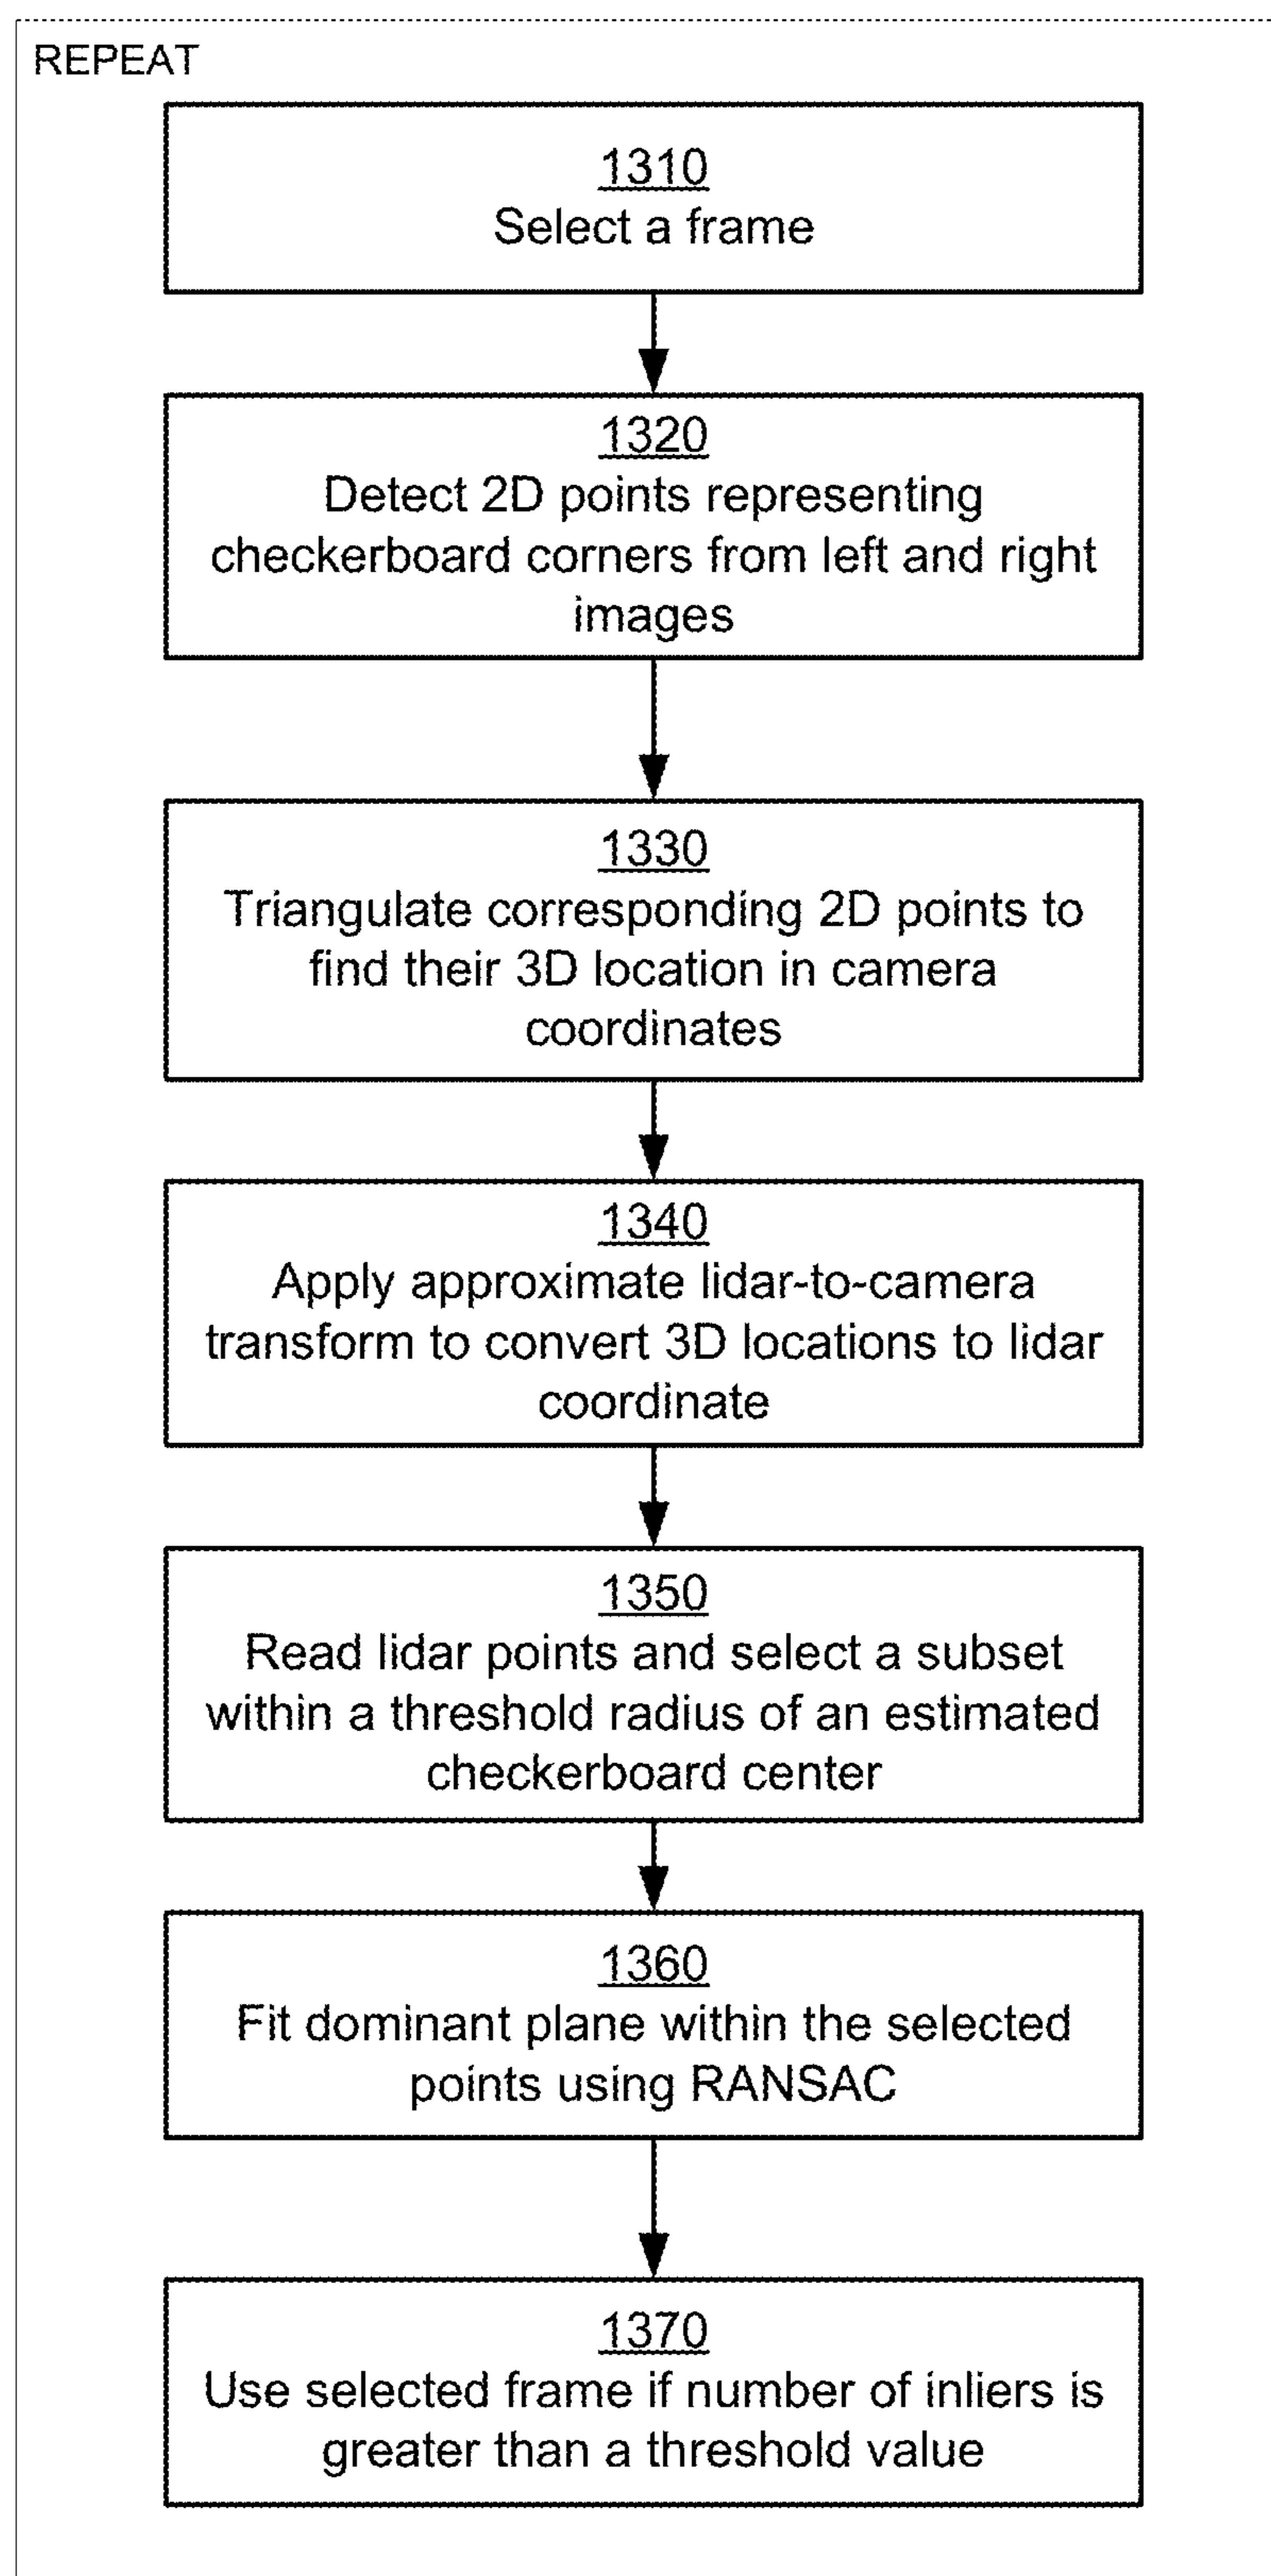 REPEAT
1310
Select a frame
1320
Detect 2D points representing
checkerboard corners from left and right
images
1330
Triangulate corresponding 2D points to
find their 3D location in camera
coordinates
1340
Apply approximate lidar-to-camera
transform to convert 3D locations to lidar
coordinate
1350
Read lidar points and select a subset
within a threshold radius of an estimated
checkerboard center
1360
Fit dominant plane within the selected
points using RANSAC
1370
Use selected frame if number of inliers is
greater than a threshold value